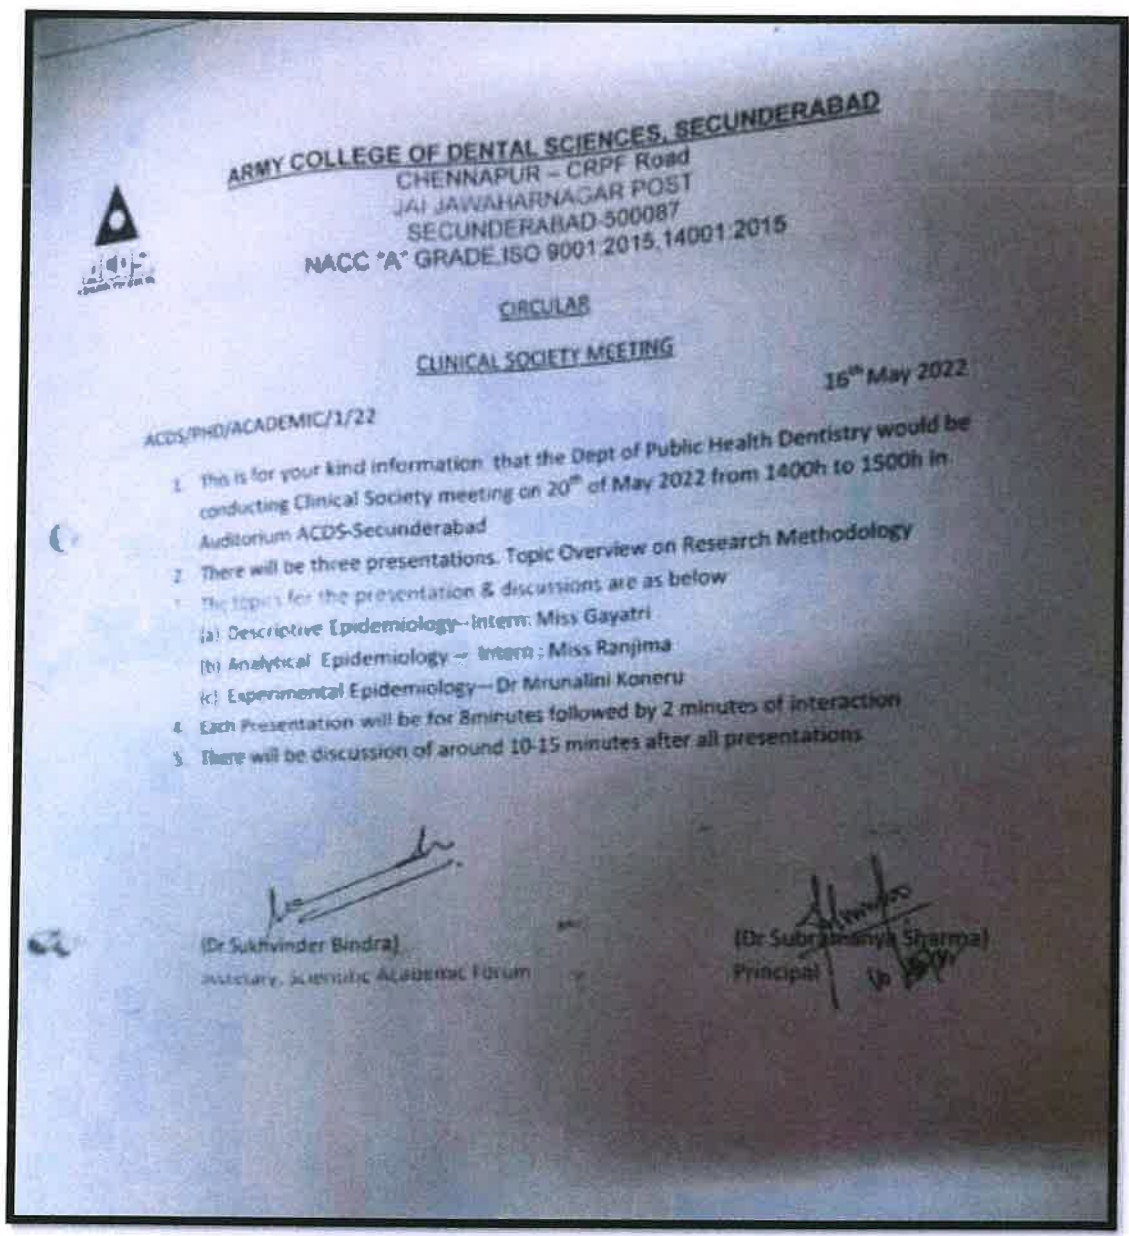 ARMY COLLEGE OF DENTAL SCIENCES, SECUNDERABAD
CHENNAPUR – CRPF Road
JAI JAWAHARNAGAR POST
SECUNDERABAD-500087
NACC "A" GRADE,ISO 9001:2015,14001:2015
ACDS
CIRCULAR
CLINICAL SOCIETY MEETING
16th May 2022
ACDS/PHD/ACADEMIC/1/22
1. This is for your kind information that the Dept of Public Health Dentistry would be
conducting Clinical Society meeting on 20th of May 2022 from 1400h to 1500h in
Auditorium ACDS-Secunderabad
2. There will be three presentations. Topic Overview on Research Methodology
3. The topics for the presentation & discussions are as below
(a) Descriptive Epidemiology–Intern: Miss Gayatri
(b) Analytical Epidemiology – Intern ; Miss Ranjima
(c) Experimental Epidemiology—Dr Mrunalini Koneru
4. Each Presentation will be for 8minutes followed by 2 minutes of interaction
5. There will be discussion of around 10-15 minutes after all presentations
(Dr Sukhvinder Bindra)
Secretary, Scientific Academic Forum
(Dr Subramanya Sharma)
Principal